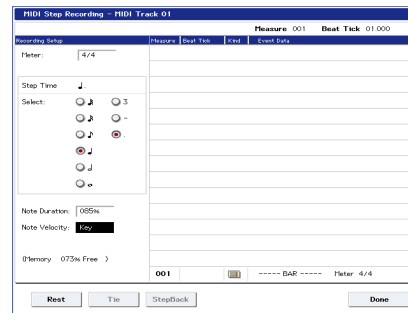 MIDI Step Recording - MIDI Track 01
Measure 001 Beat Tick 01.000
Recording Setup Measure Beat Tick Kind Event Data
Meter: 4/4
Step Time .
Select: 3
-
.
Note Duration: 085%
Note Velocity: Key
(Memory 073% Free )
001 ----- BAR ----- Meter 4/4
Rest Tie StepBack Done